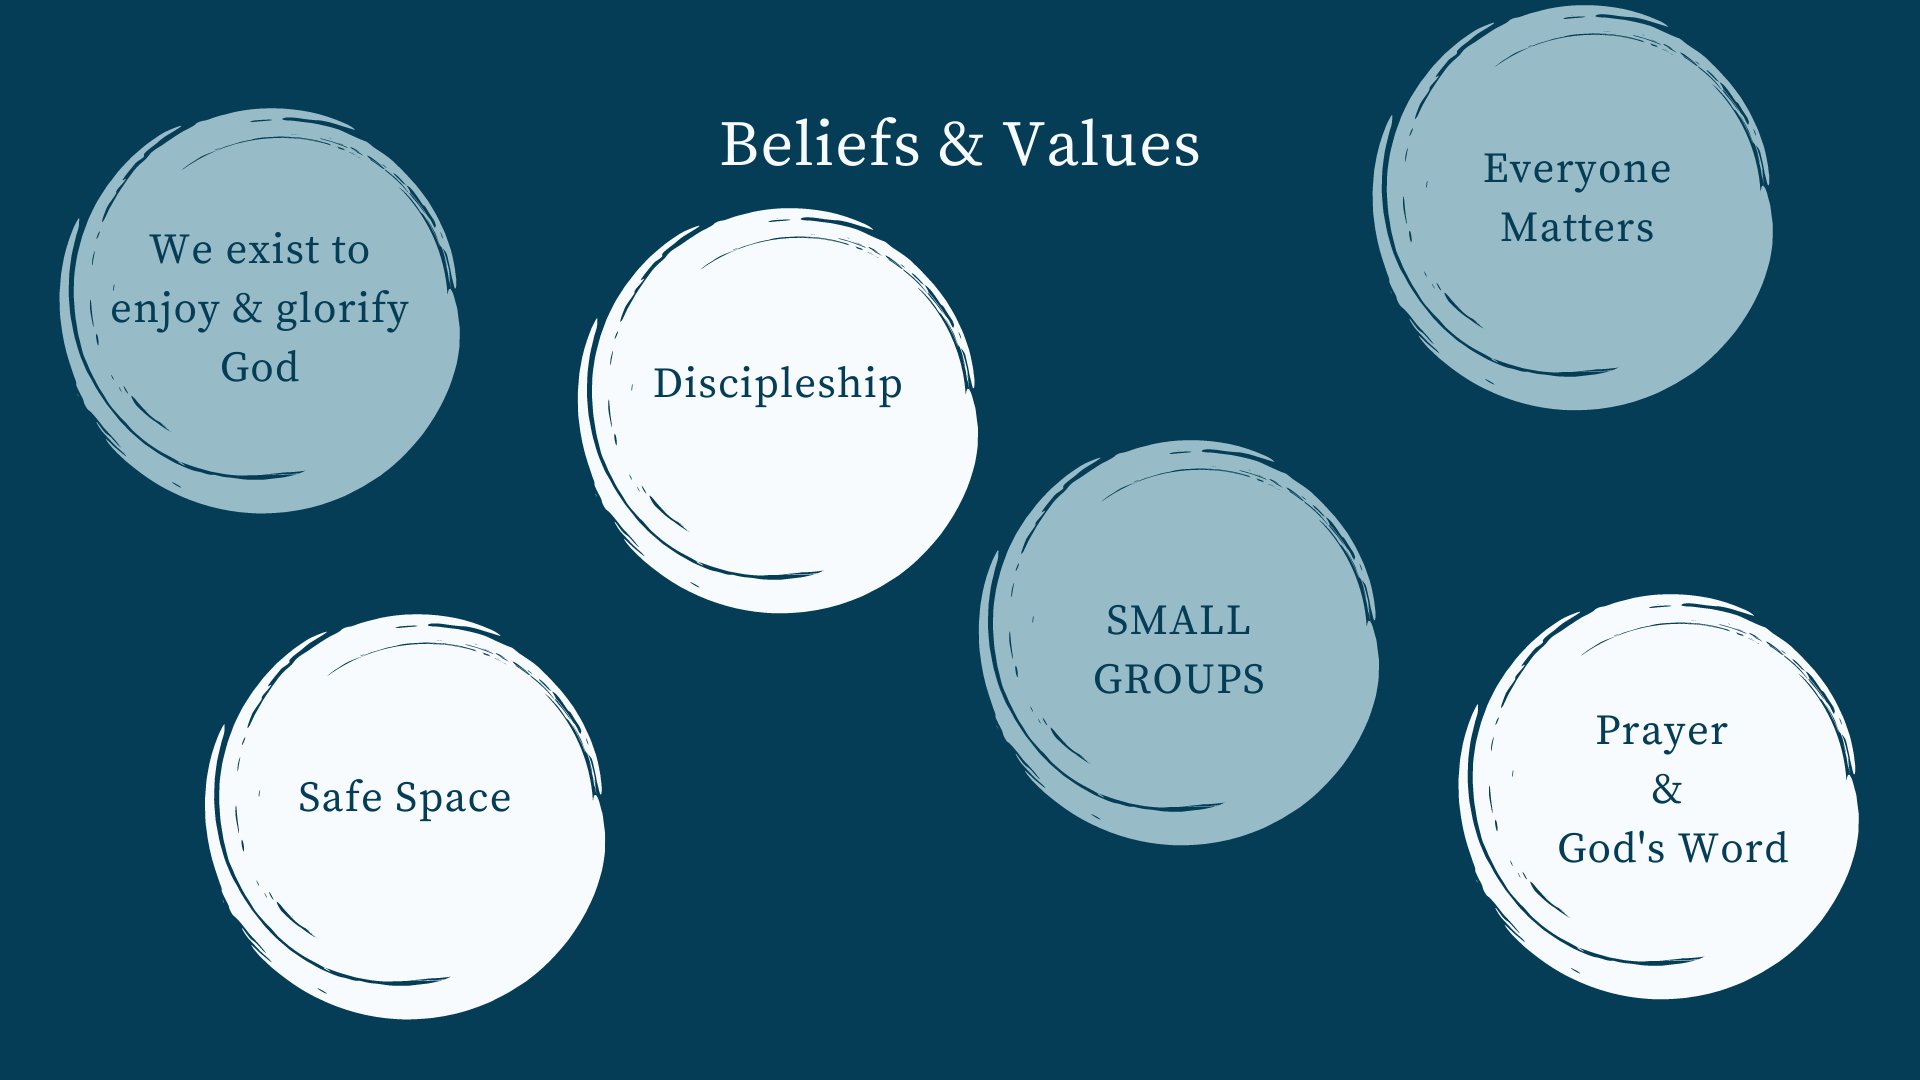 Beliefs & Values
We exist to
enjoy & glorify
God
Discipleship
Everyone
Matters
Safe Space
SMALL
GROUPS
Prayer
&
God's Word